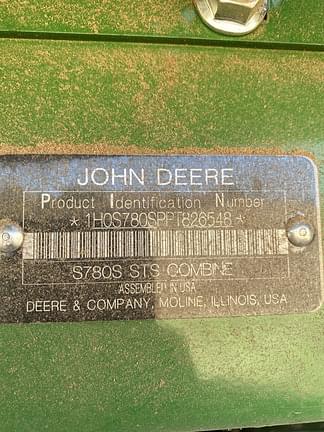 JOHN DEERE
Product Identification Number
*1H0S780SPPT826548*
S780S STS COMBINE
ASSEMBLED IN USA
DEERE & COMPANY, MOLINE, ILLINOIS, USA